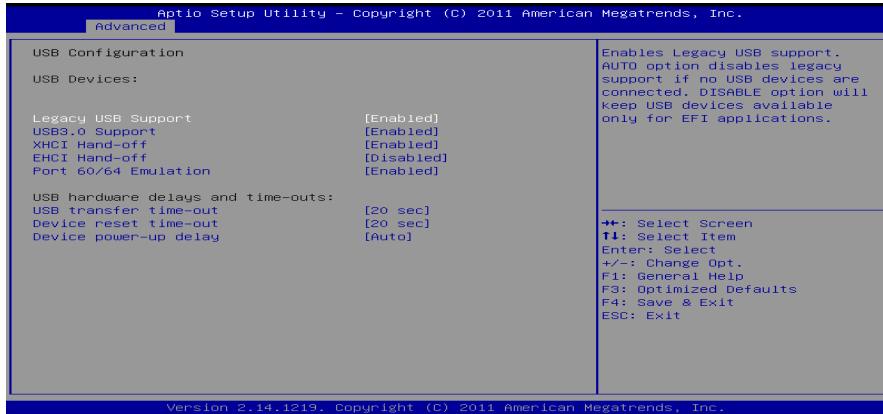 Aptio Setup Utility – Copyright (C) 2011 American Megatrends, Inc.
Advanced
USB Configuration
USB Devices:
Legacy USB Support [Enabled]
USB3.0 Support [Enabled]
XHCI Hand-off [Enabled]
EHCI Hand-off [Disabled]
Port 60/64 Emulation [Enabled]
USB hardware delays and time-outs:
USB transfer time-out [20 sec]
Device reset time-out [20 sec]
Device power-up delay [Auto]
Enables Legacy USB support.
AUTO option disables legacy
support if no USB devices are
connected. DISABLE option will
keep USB devices available
only for EFI applications.
→←: Select Screen
↑↓: Select Item
Enter: Select
+/-: Change Opt.
F1: General Help
F3: Optimized Defaults
F4: Save & Exit
ESC: Exit
Version 2.14.1219. Copyright (C) 2011 American Megatrends, Inc.